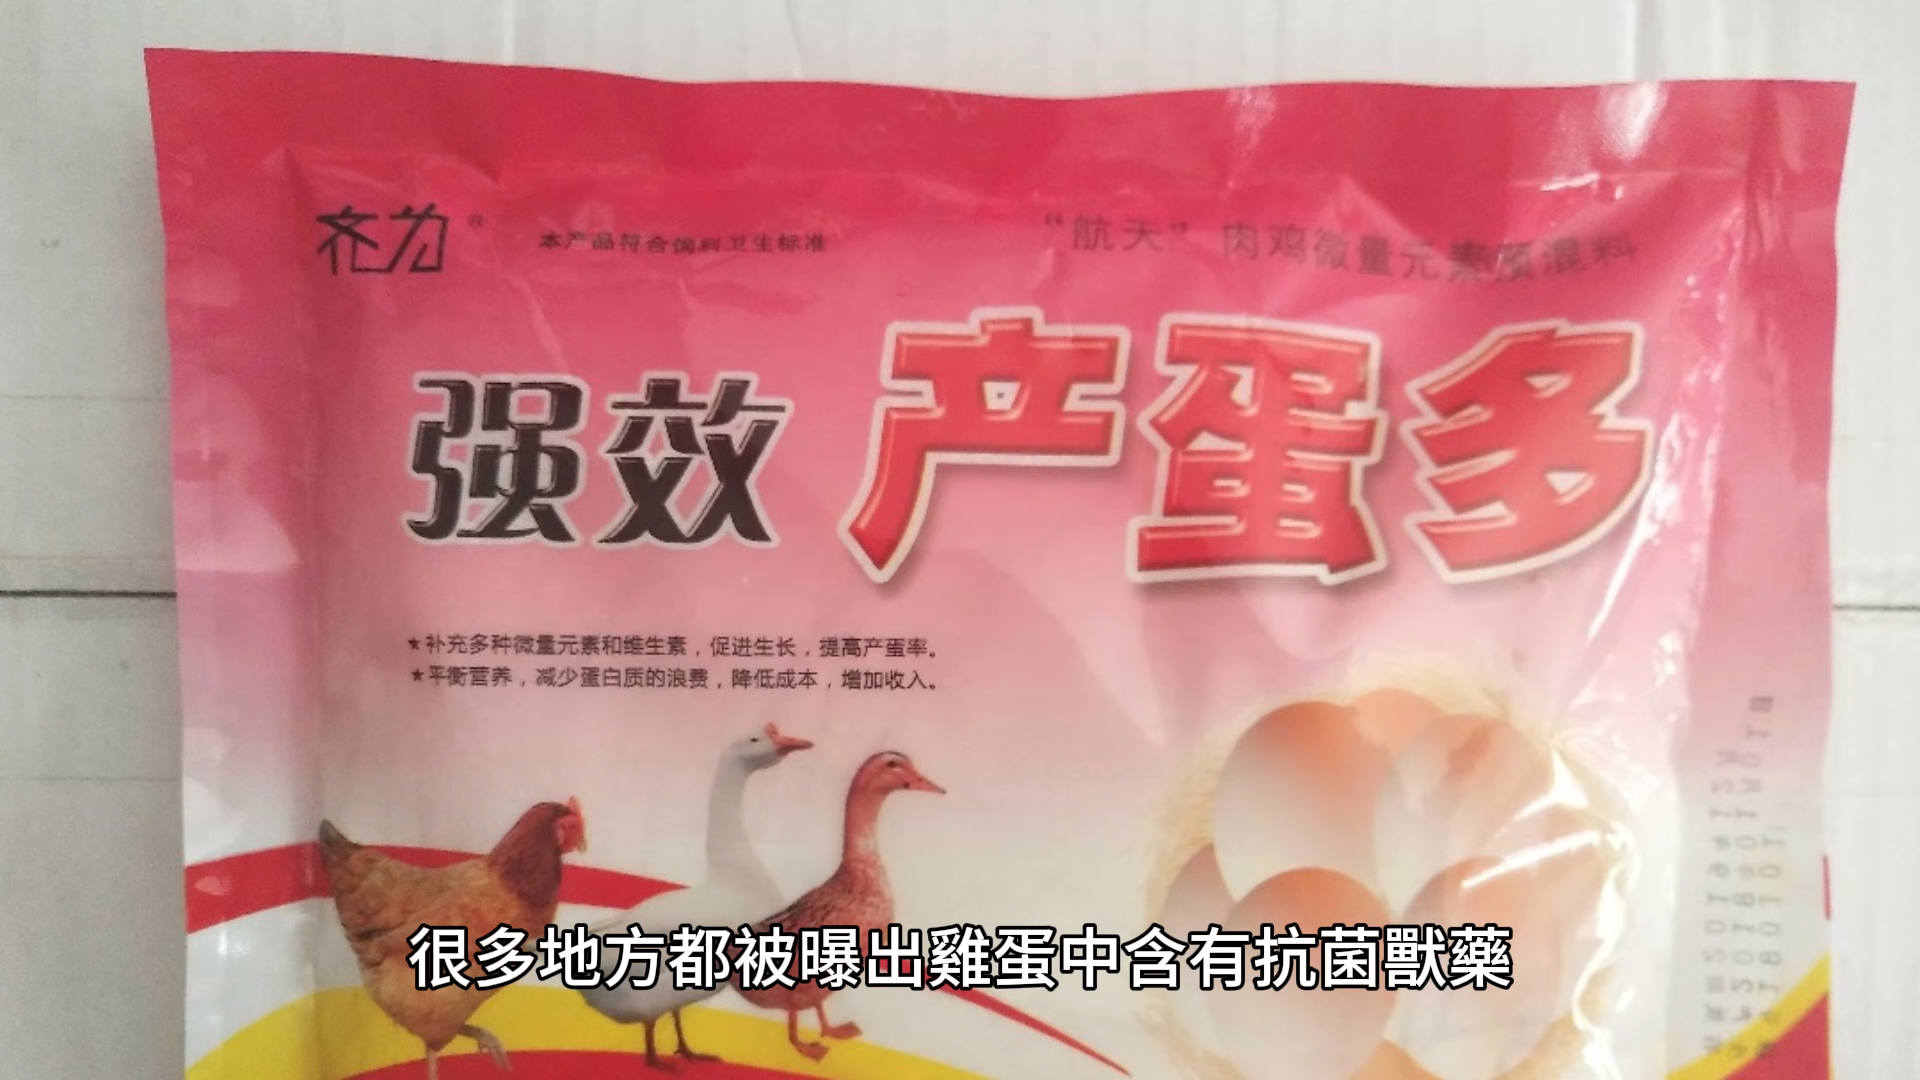 齐为®
本产品符合饲料卫生标准
“航天”肉鸡微量元素预混料
强效 产蛋多
★补充多种微量元素和维生素，促进生长，提高产蛋率。
★平衡营养，减少蛋白质的浪费，降低成本，增加收入。
很多地方都被曝出雞蛋中含有抗菌獸藥